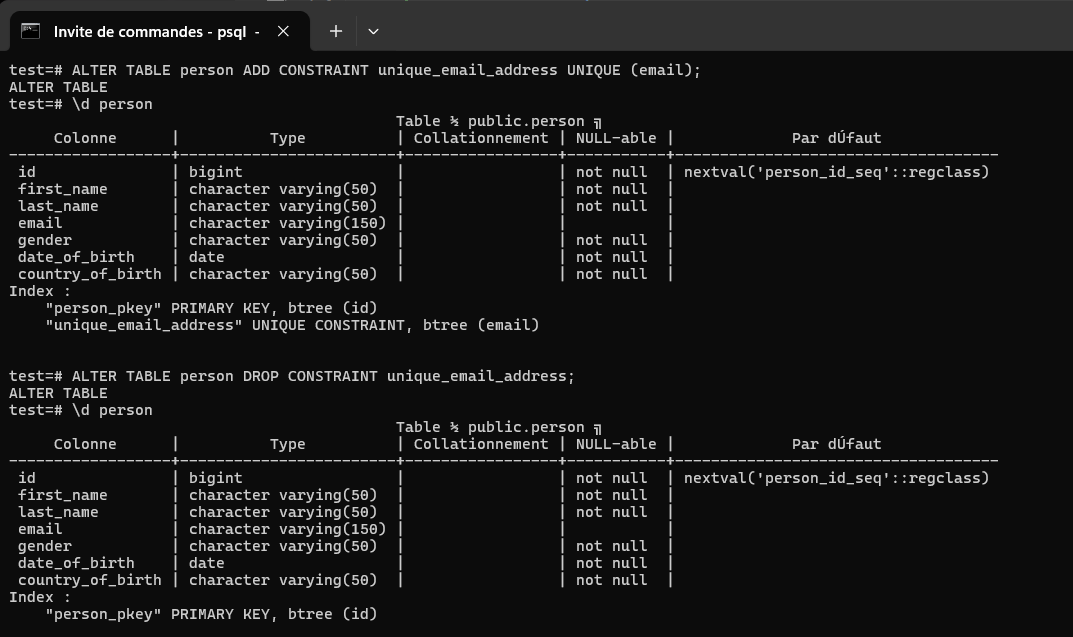 Invite de commandes - psql -
test=# ALTER TABLE person ADD CONSTRAINT unique_email_address UNIQUE (email);
ALTER TABLE
test=# \d person
                                           Table ½ public.person ╗
     Colonne      |          Type          | Collationnement | NULL-able |             Par dÚfaut
------------------+------------------------+-----------------+-----------+------------------------------------
 id               | bigint                 |                 | not null  | nextval('person_id_seq'::regclass)
 first_name       | character varying(50)  |                 | not null  |
 last_name        | character varying(50)  |                 | not null  |
 email            | character varying(150) |                 |           |
 gender           | character varying(50)  |                 | not null  |
 date_of_birth    | date                   |                 | not null  |
 country_of_birth | character varying(50)  |                 | not null  |
Index :
    "person_pkey" PRIMARY KEY, btree (id)
    "unique_email_address" UNIQUE CONSTRAINT, btree (email)
test=# ALTER TABLE person DROP CONSTRAINT unique_email_address;
ALTER TABLE
test=# \d person
                                           Table ½ public.person ╗
     Colonne      |          Type          | Collationnement | NULL-able |             Par dÚfaut
------------------+------------------------+-----------------+-----------+------------------------------------
 id               | bigint                 |                 | not null  | nextval('person_id_seq'::regclass)
 first_name       | character varying(50)  |                 | not null  |
 last_name        | character varying(50)  |                 | not null  |
 email            | character varying(150) |                 |           |
 gender           | character varying(50)  |                 | not null  |
 date_of_birth    | date                   |                 | not null  |
 country_of_birth | character varying(50)  |                 | not null  |
Index :
    "person_pkey" PRIMARY KEY, btree (id)